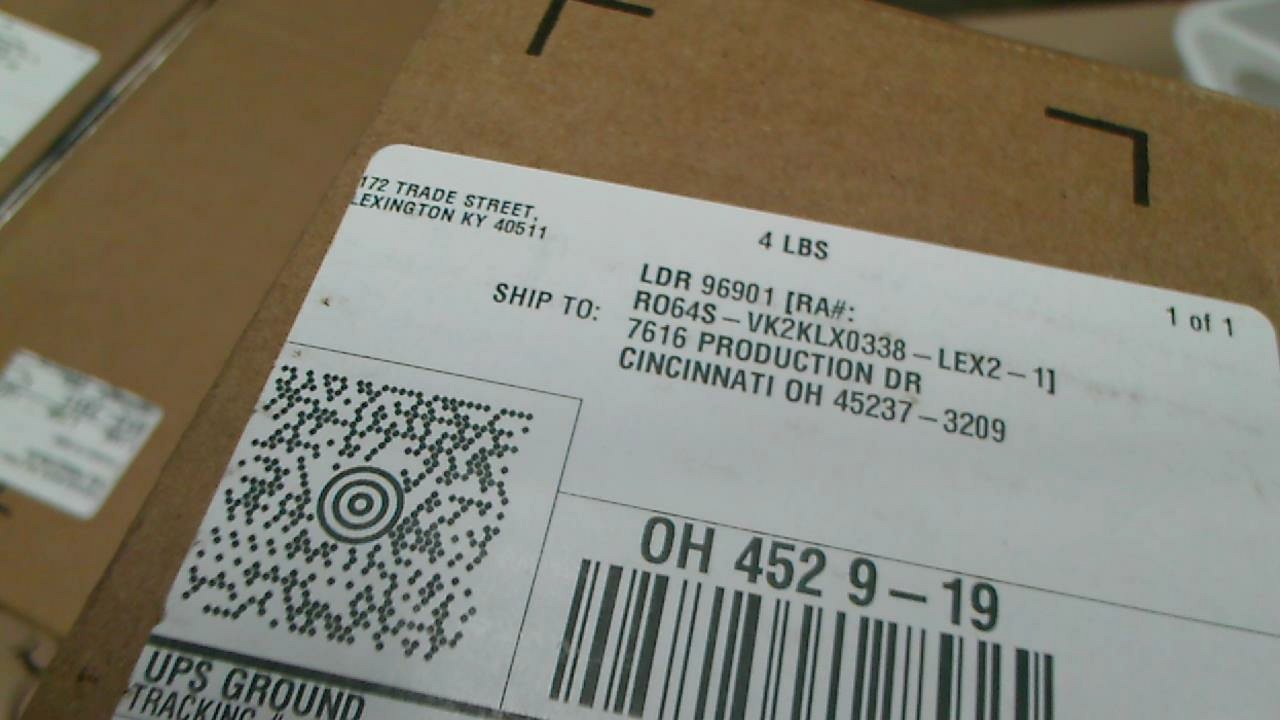 172 TRADE STREET,
LEXINGTON KY 40511
4 LBS
1 of 1
SHIP TO:
LDR 96901 [RA#:
RO64S-VK2KLX0338-LEX2-1]
7616 PRODUCTION DR
CINCINNATI OH 45237-3209
OH 452 9-19
UPS GROUND
TRACKING #